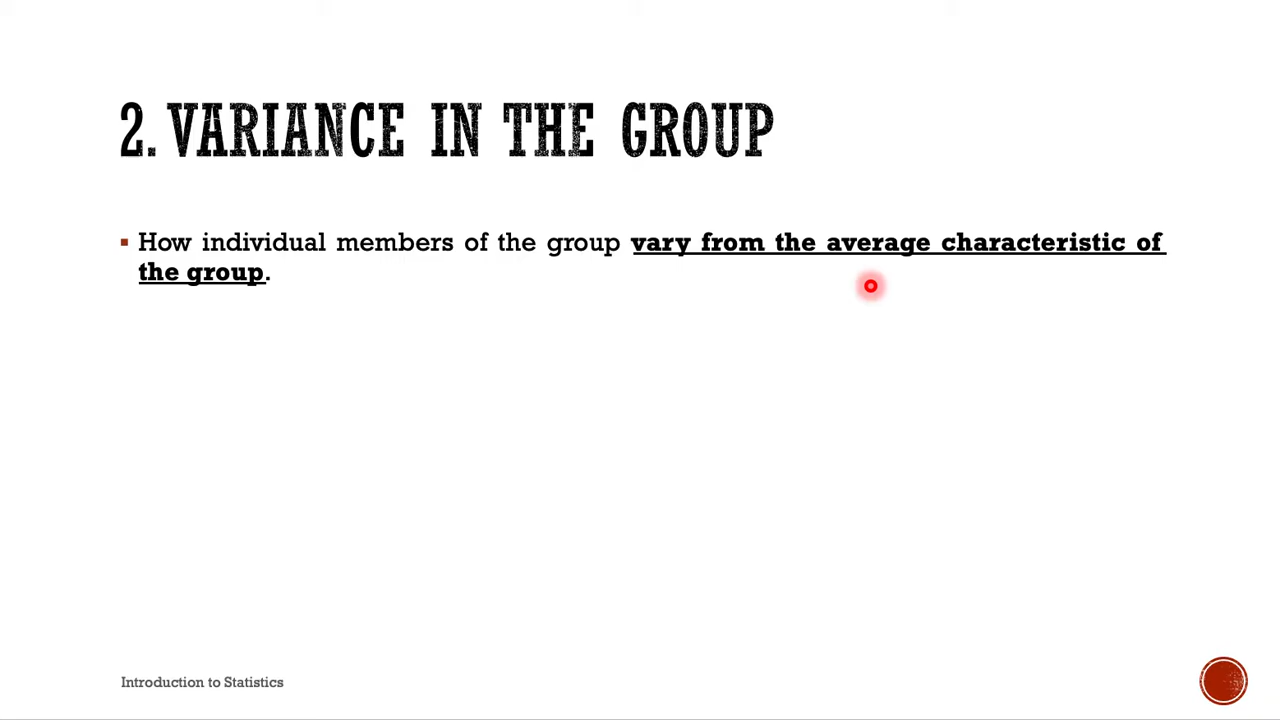 2. VARIANCE IN THE GROUP
▪ How individual members of the group vary from the average characteristic of
the group.
Introduction to Statistics